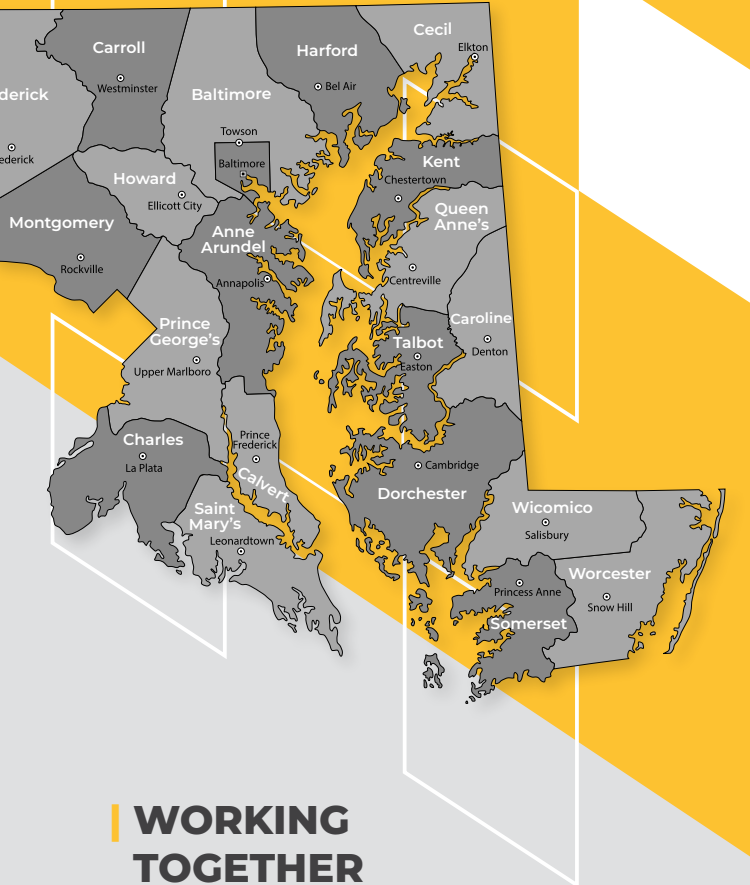 Cecil
Carroll
Harford
Elkton
Westminster
Bel Air
derick
Baltimore
Towson
ederick
Baltimore
Kent
Howard
Chestertown
Ellicott City
Queen
Anne's
Montgomery
Anne
Arundel
Rockville
Annapolis
Centreville
Prince
George's
Caroline
Talbot
Denton
Easton
Upper Marlboro
Charles
Prince
Frederick
La Plata
Cambridge
Calvert
Dorchester
Saint
Mary's
Wicomico
Salisbury
Leonardtown
Worcester
Princess Anne
Snow Hill
Somerset
WORKING
TOGETHER